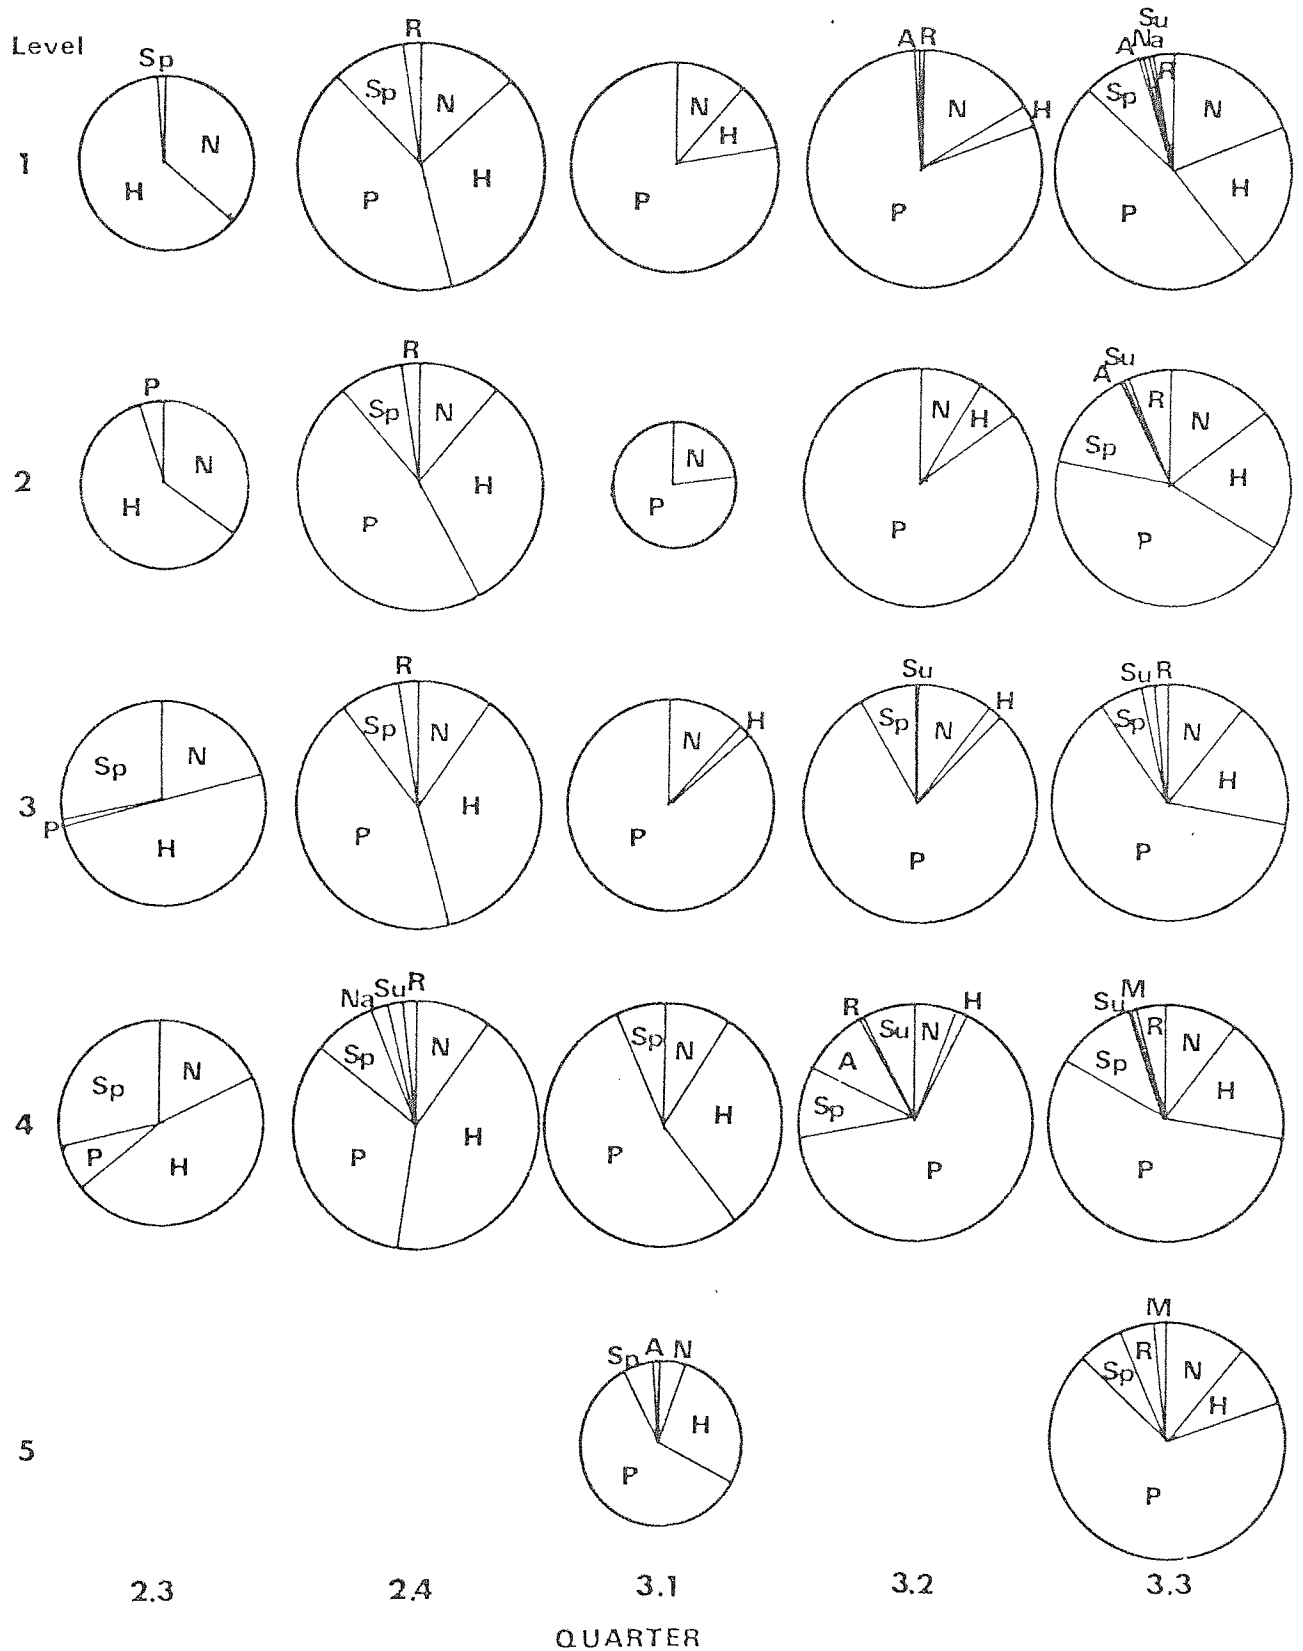 Level
Sp N H
R Sp N H P
N H P
A R N H P
Su A Na R Sp N H P
1
P N H
R Sp N H P
N P
N H P
Su A R N Sp H P
2
Sp N P H
R Sp N H P
N H P
Su Sp N H P
Su R Sp N H P
3
Sp N P H
Na Su R Sp N H P
Sp N H P
R Su N H A Sp P
Su M R N Sp H P
4
Sp A N H P
M R N Sp H P
5
2.3 2.4 3.1 3.2 3.3
QUARTER